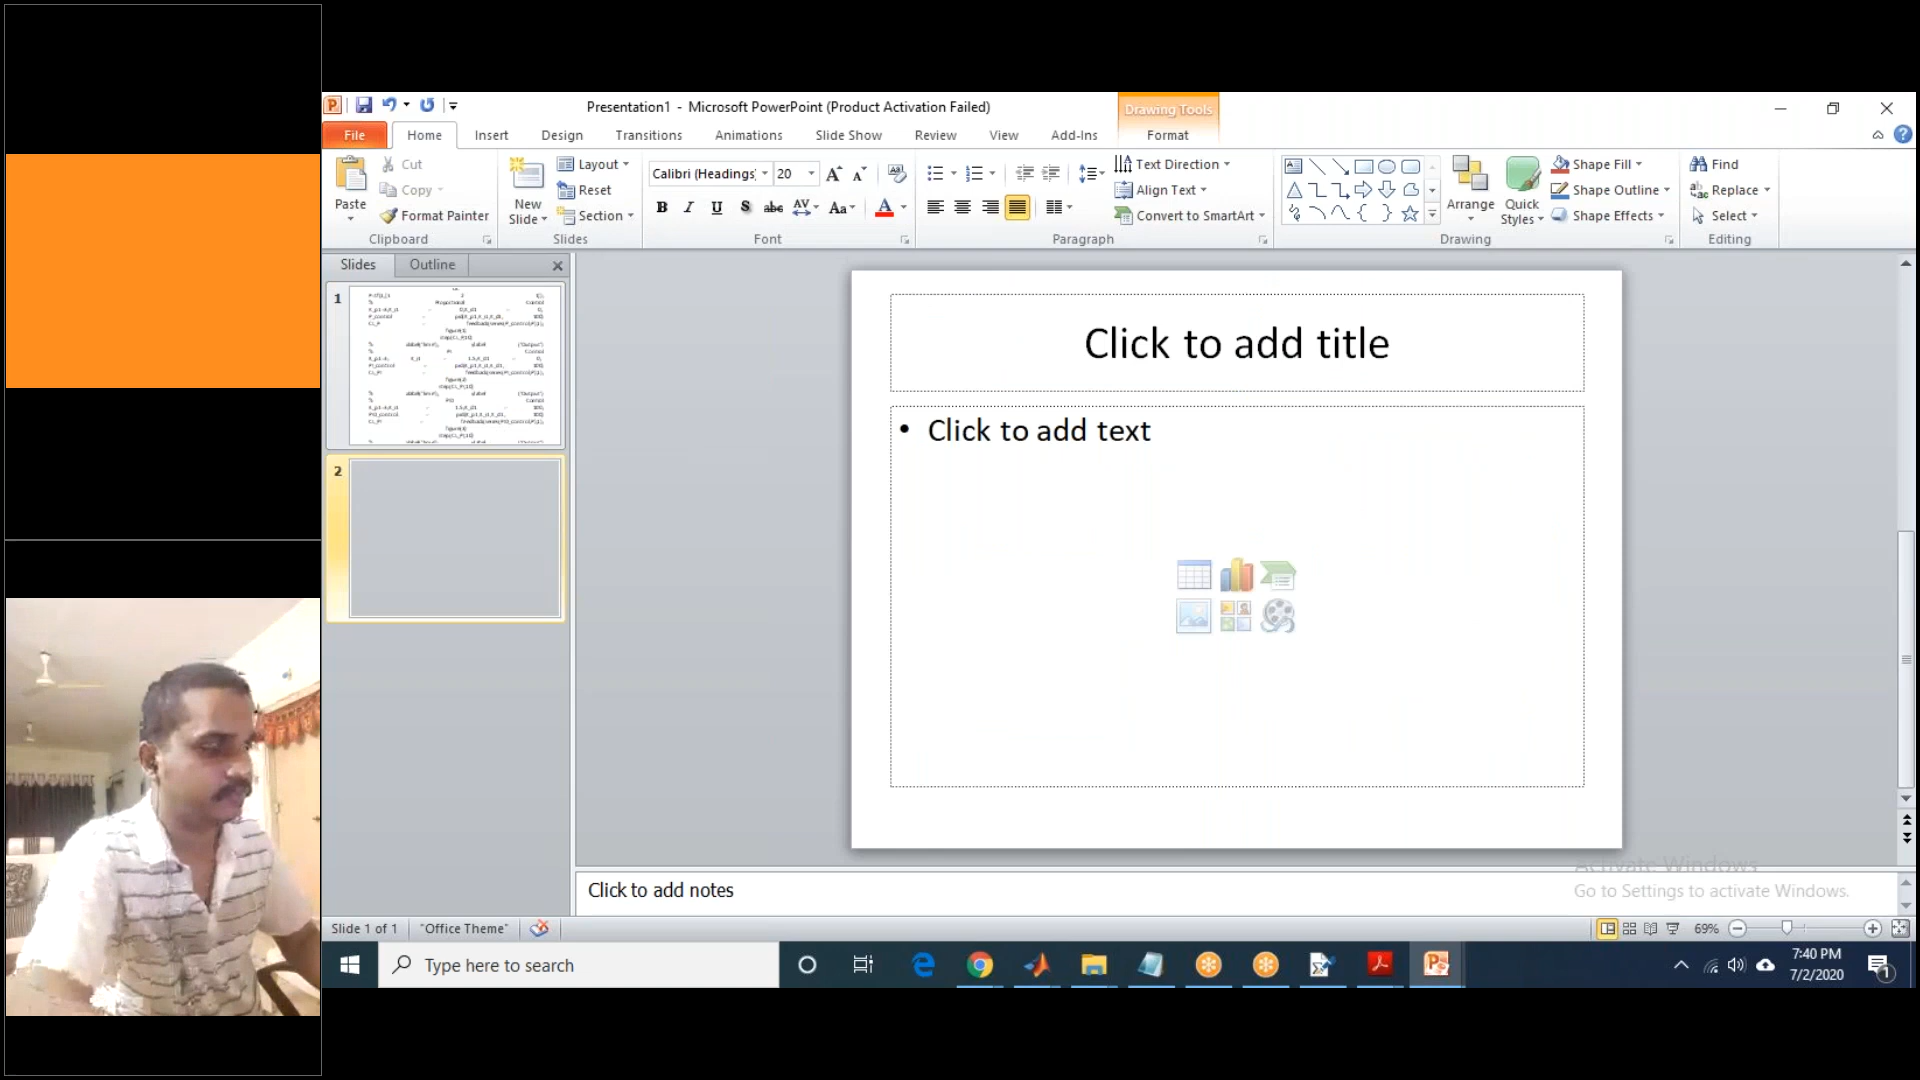 Presentation1 - Microsoft PowerPoint (Product Activation Failed)
Drawing Tools
File Home Insert Design Transitions Animations Slide Show Review View Add-Ins Format
Paste
Cut
Copy
Format Painter
Clipboard
New
Slide
Layout
Reset
Section
Slides
Calibri (Headings) 20
Font
Text Direction
Align Text
Convert to SmartArt
Paragraph
Arrange
Quick
Styles
Shape Fill
Shape Outline
Shape Effects
Drawing
Find
Replace
Select
Editing
Slides Outline
1
2
Click to add title
• Click to add text
Click to add notes
Activate Windows
Go to Settings to activate Windows.
Slide 1 of 1 "Office Theme" 69%
Type here to search
7:40 PM
7/2/2020
1